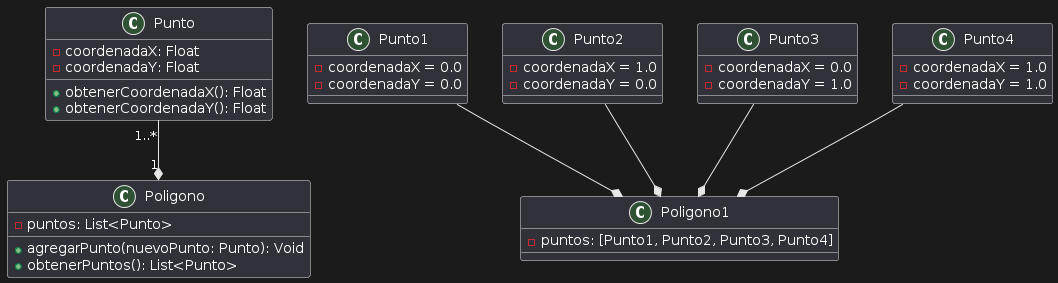 C Punto
coordenadaX: Float
coordenadaY: Float
obtenerCoordenadaX(): Float
obtenerCoordenadaY(): Float
1..*
1
C Poligono
puntos: List<Punto>
agregarPunto(nuevoPunto: Punto): Void
obtenerPuntos(): List<Punto>
C Punto1
coordenadaX = 0.0
coordenadaY = 0.0
C Punto2
coordenadaX = 1.0
coordenadaY = 0.0
C Punto3
coordenadaX = 0.0
coordenadaY = 1.0
C Punto4
coordenadaX = 1.0
coordenadaY = 1.0
C Poligono1
puntos: [Punto1, Punto2, Punto3, Punto4]